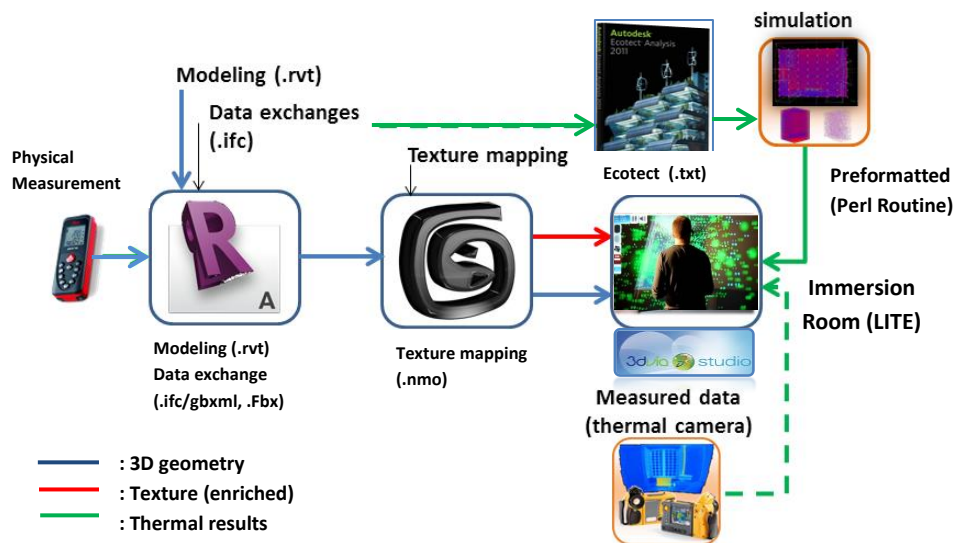 simulation
Autodesk
Ecotect Analysis
2011
Modeling (.rvt)
Data exchanges
(.ifc)
Texture mapping
Ecotect (.txt)
Preformatted
(Perl Routine)
Physical
Measurement
R
A
Immersion
Room (LITE)
Modeling (.rvt)
Data exchange
(.ifc/gbxml, .Fbx)
Texture mapping
(.nmo)
3dvia studio
Measured data
(thermal camera)
: 3D geometry
: Texture (enriched)
: Thermal results